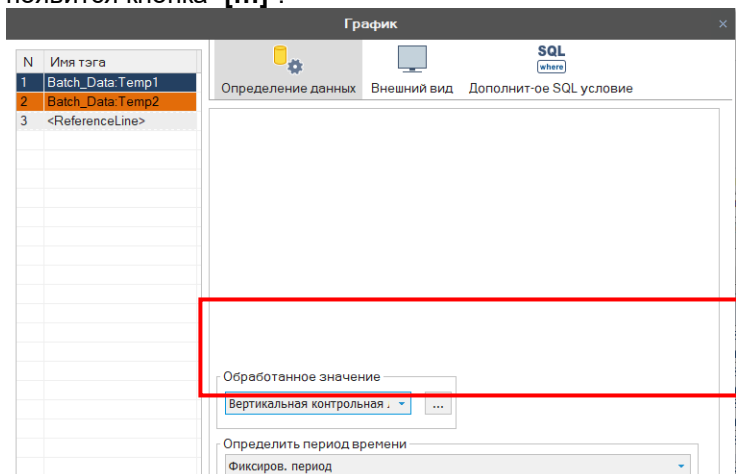 появится кнопка "[...]".
График
N Имя тэга
1 Batch_Data:Temp1
2 Batch_Data:Temp2
3 <ReferenceLine>
SQL
where
Определение данных Внешний вид Дополнит-ое SQL условие
Обработанное значение
Вертикальная контрольная . ...
Определить период времени
Фиксиров. период